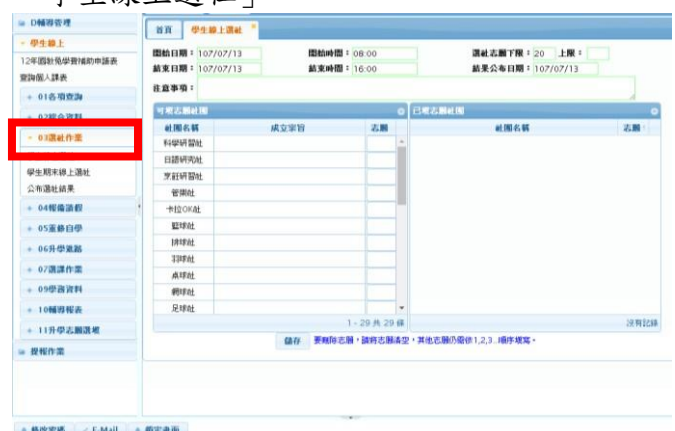 學生線上選社」
D輔導管理
學生線上
12年國教免學費補助申請表
查詢個人課表
01各項查詢
02綜合資料
03選社作業
學生期末線上選社
公布選社結果
04報備請假
05重修自學
06升學進路
07選課作業
09學務資料
10輔導報表
11升學志願選填
提報作業
首頁 學生線上選社
開始日期：107/07/13 開始時間：08:00 選社志願下限：20 上限：
結束日期：107/07/13 結束時間：16:00 結果公布日期：107/07/13
注意事項：
可填志願社團 已填志願社團
社團名稱 成立宗旨 志願 社團名稱 志願
科學研習社
日語研究社
烹飪研習社
管樂社
卡拉OK社
籃球社
排球社
羽球社
桌球社
網球社
足球社
1 - 29 共 29 條 沒有記錄
儲存 要刪除志願，請將志願清空，其他志願仍需依1,2,3..順序填寫。
修改密碼 E-Mail 鎖定畫面